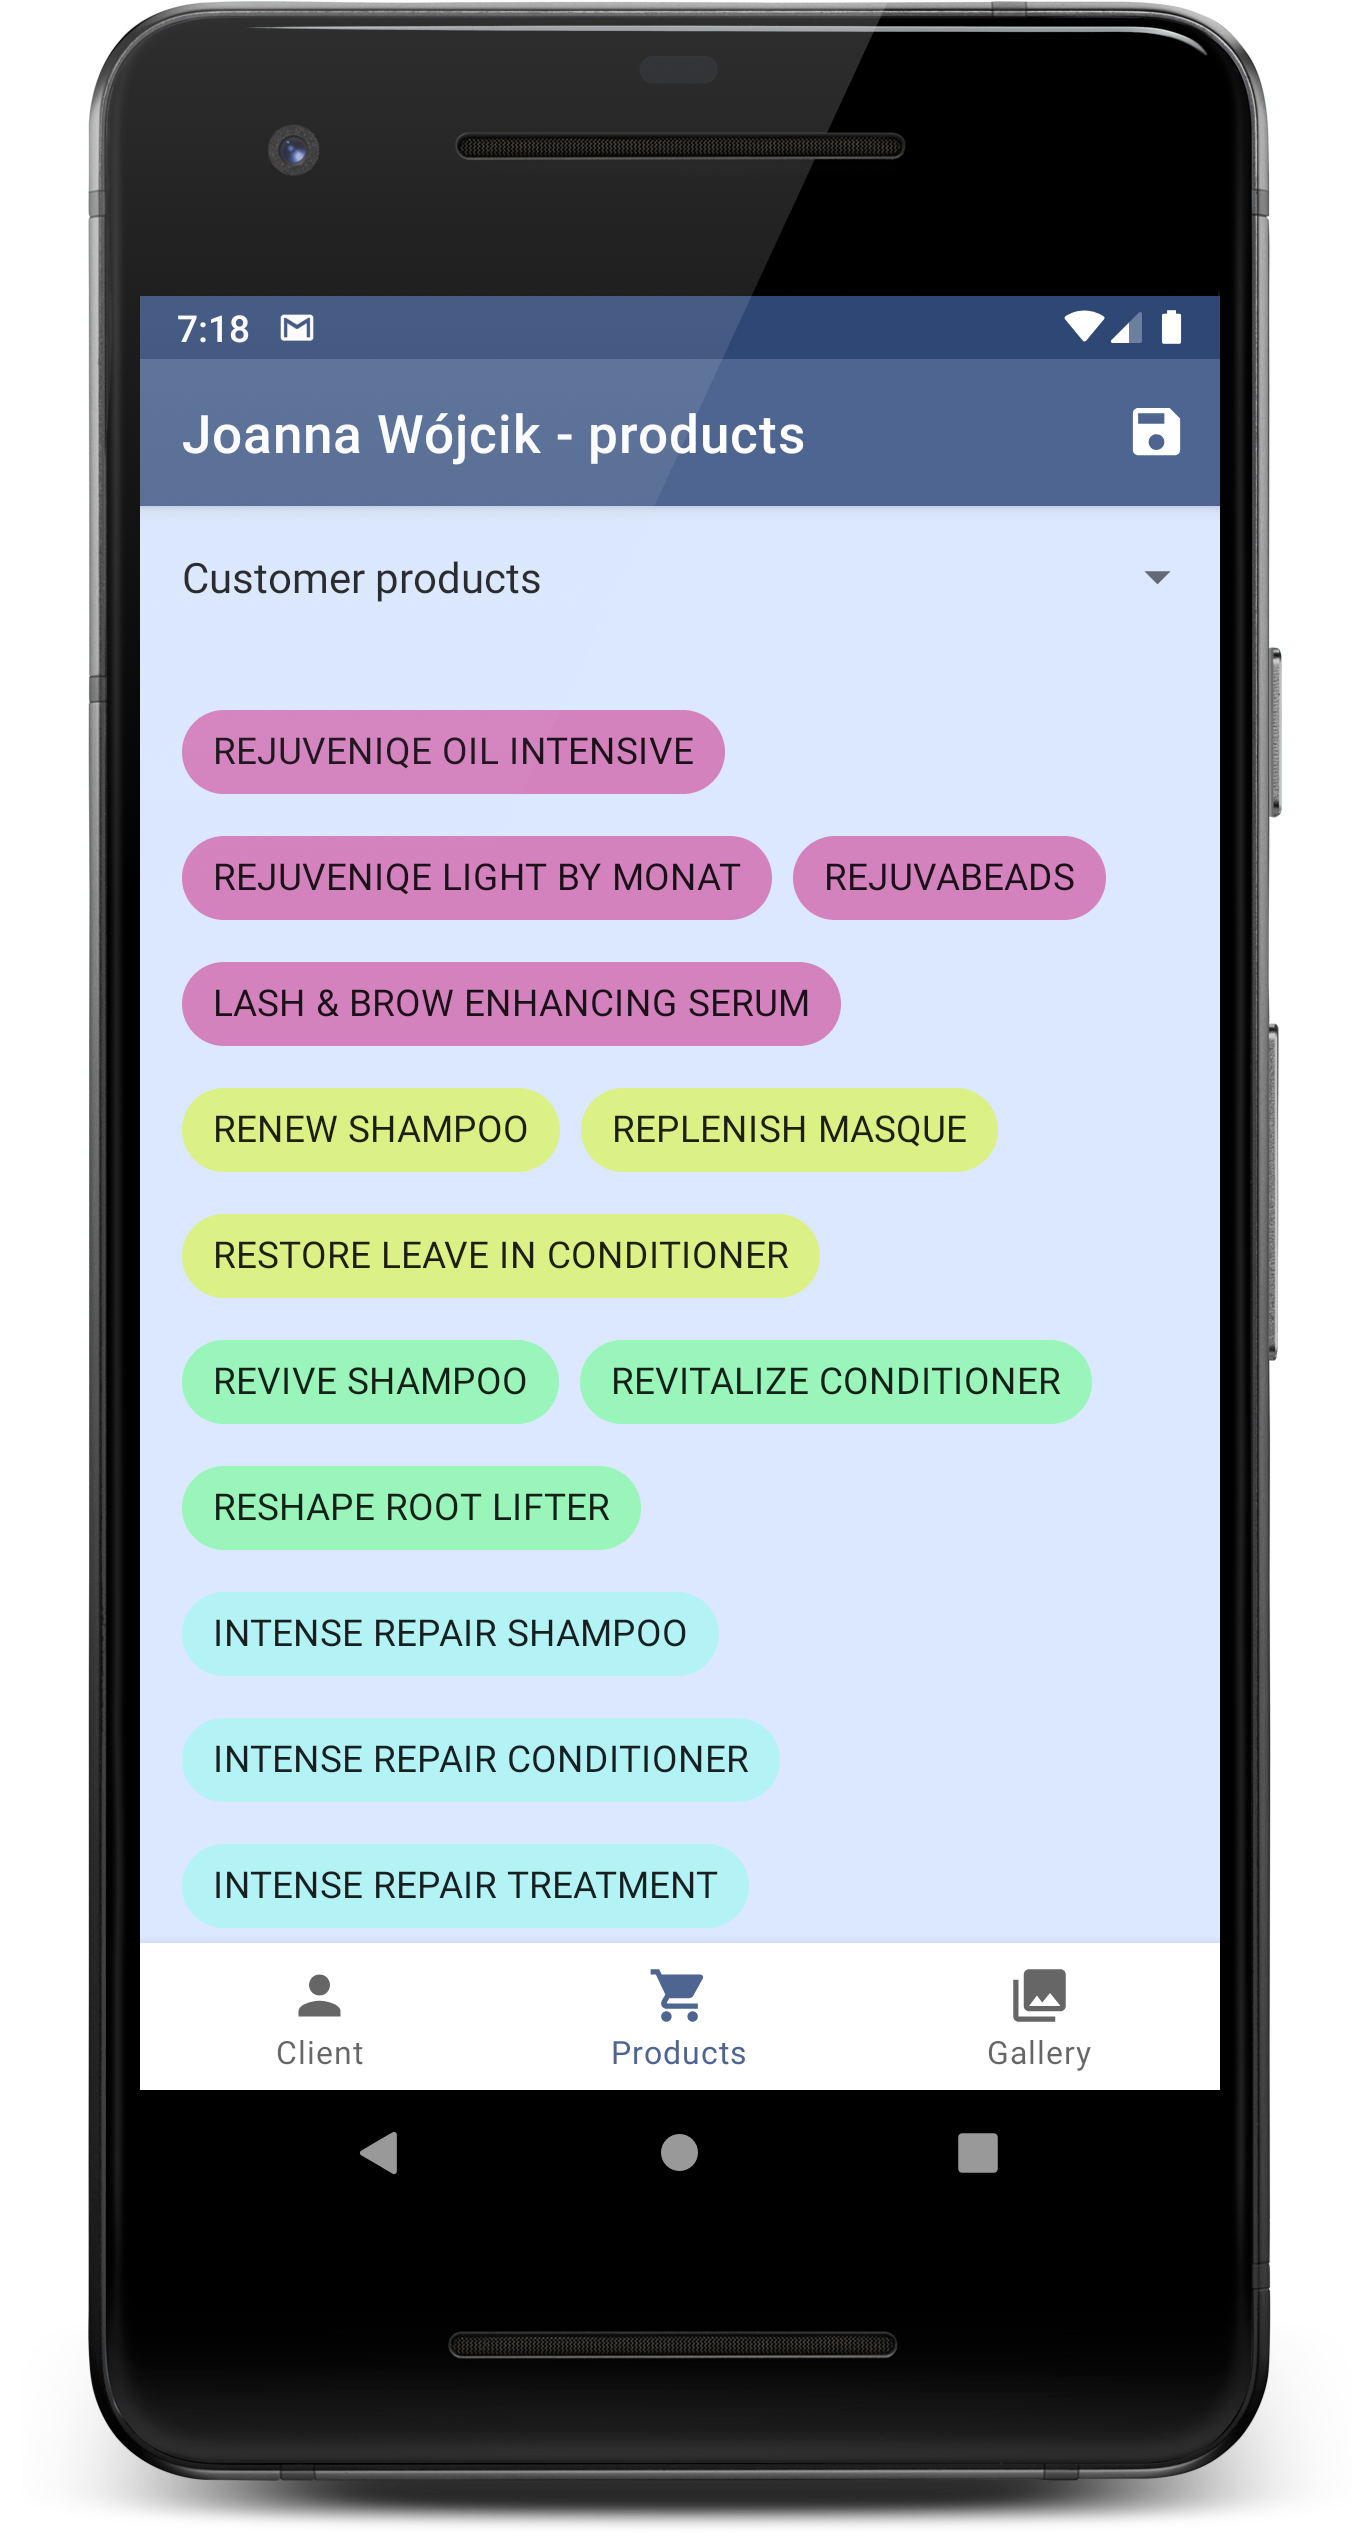 7:18
Joanna Wójcik - products
Customer products
REJUVENIQE OIL INTENSIVE
REJUVENIQE LIGHT BY MONAT REJUVABEADS
LASH & BROW ENHANCING SERUM
RENEW SHAMPOO REPLENISH MASQUE
RESTORE LEAVE IN CONDITIONER
REVIVE SHAMPOO REVITALIZE CONDITIONER
RESHAPE ROOT LIFTER
INTENSE REPAIR SHAMPOO
INTENSE REPAIR CONDITIONER
INTENSE REPAIR TREATMENT
Client Products Gallery